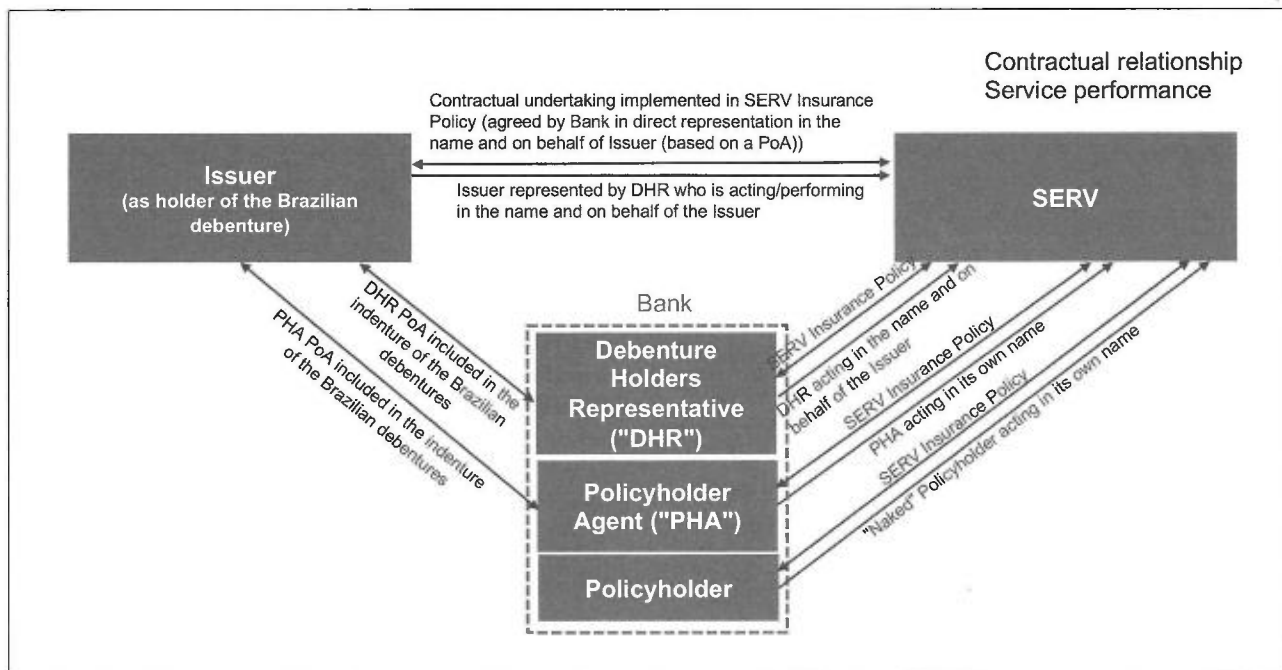 Contractual relationship
Service performance
Contractual undertaking implemented in SERV Insurance
Policy (agreed by Bank in direct representation in the
name and on behalf of Issuer (based on a PoA))
Issuer
(as holder of the Brazilian
debenture)
SERV
Issuer represented by DHR who is acting/performing
in the name and on behalf of the Issuer
DHR PoA included in the
indenture of the Brazilian
debentures
PHA PoA included in the indenture
of the Brazilian debentures
Bank
Debenture
Holders
Representative
("DHR")
Policyholder
Agent ("PHA")
Policyholder
SERV Insurance Policy
DHR acting in the name and on
behalf of the Issuer
SERV Insurance Policy
PHA acting in its own name
SERV Insurance Policy
"Naked" Policyholder acting in its own name